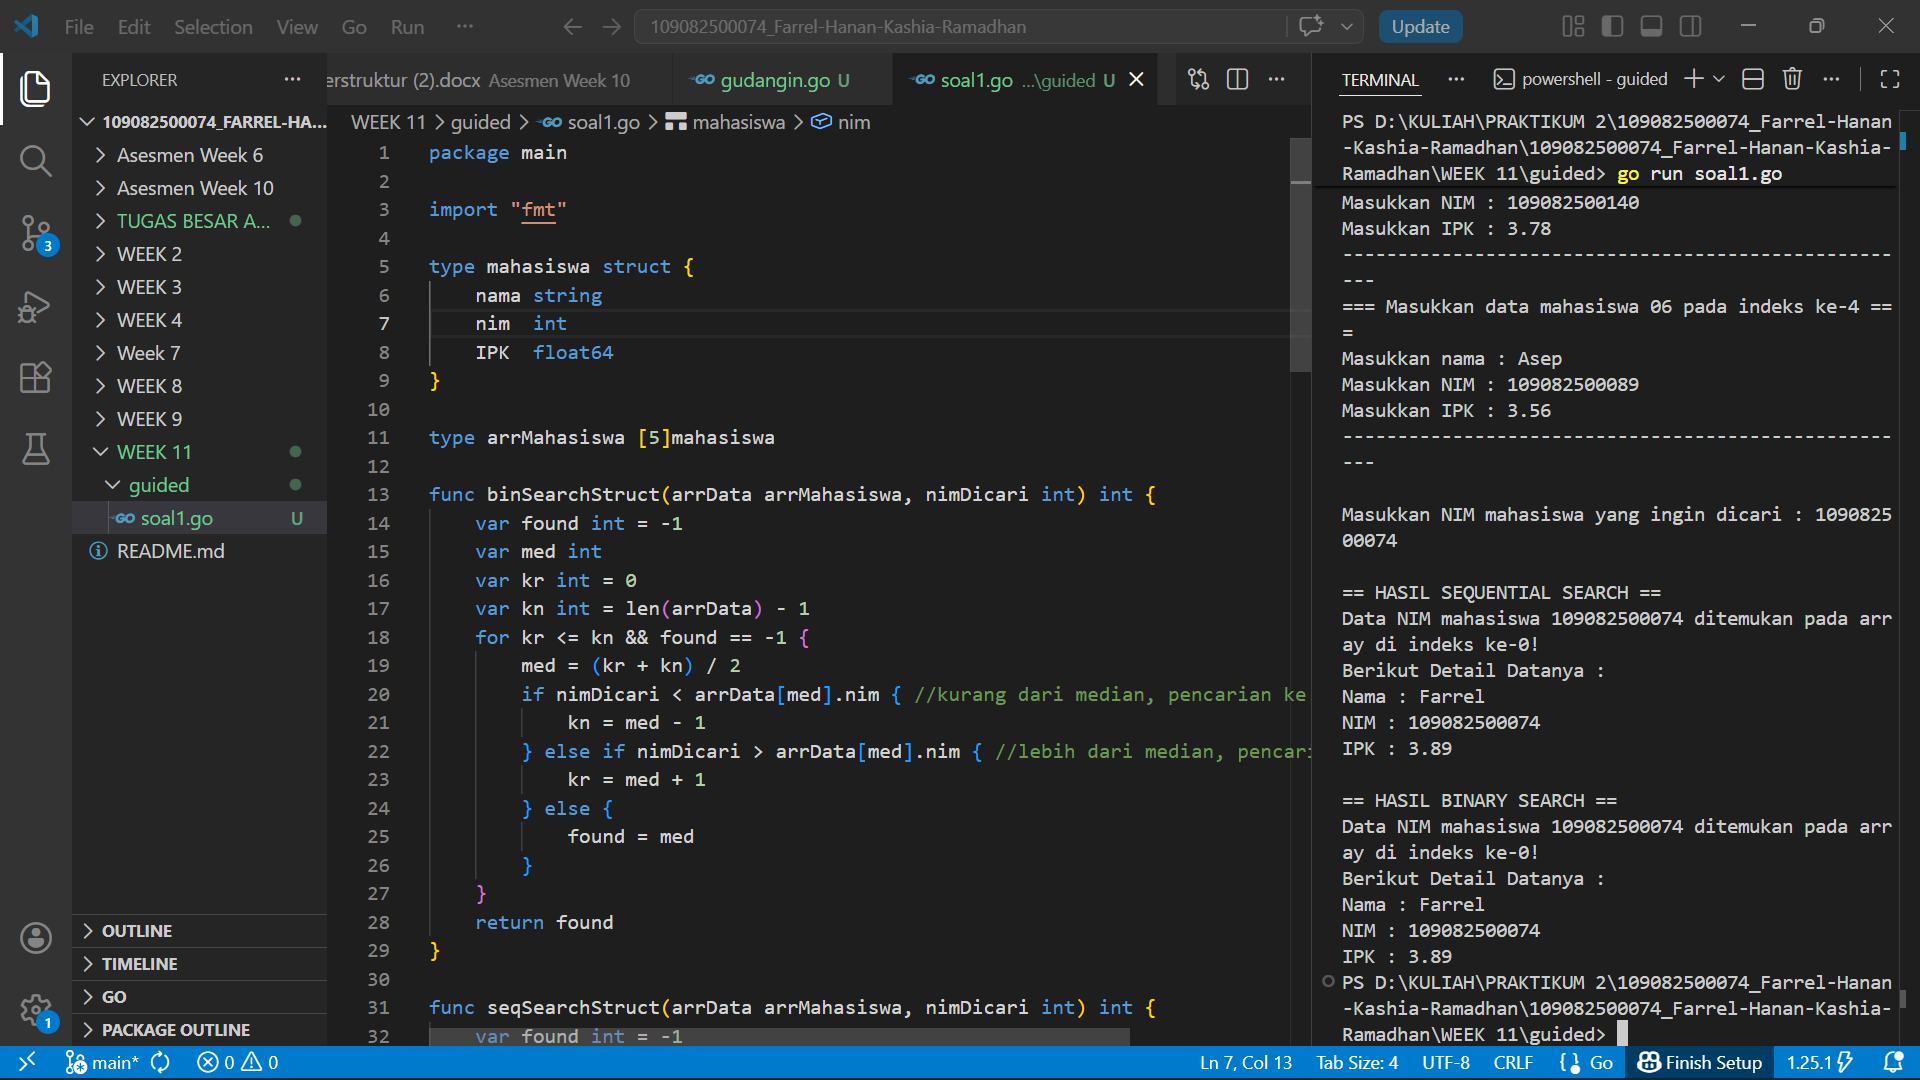 File Edit Selection View Go Run ···
109082500074_Farrel-Hanan-Kashia-Ramadhan
Update
EXPLORER ···
109082500074_FARREL-HA...
Asesmen Week 6
Asesmen Week 10
TUGAS BESAR A...
WEEK 2
WEEK 3
WEEK 4
Week 7
WEEK 8
WEEK 9
WEEK 11
guided
GO soal1.go U
README.md
OUTLINE
TIMELINE
GO
PACKAGE OUTLINE
3
1
erstruktur (2).docx Asesmen Week 10
GO gudangin.go U
GO soal1.go ...\guided U
WEEK 11 > guided > GO soal1.go > mahasiswa > nim
1 package main
2
3 import "fmt"
4
5 type mahasiswa struct {
6 nama string
7 nim int
8 IPK float64
9 }
10
11 type arrMahasiswa [5]mahasiswa
12
13 func binSearchStruct(arrData arrMahasiswa, nimDicari int) int {
14 var found int = -1
15 var med int
16 var kr int = 0
17 var kn int = len(arrData) - 1
18 for kr <= kn && found == -1 {
19 med = (kr + kn) / 2
20 if nimDicari < arrData[med].nim { //kurang dari median, pencarian ke
21 kn = med - 1
22 } else if nimDicari > arrData[med].nim { //lebih dari median, pencari
23 kr = med + 1
24 } else {
25 found = med
26 }
27 }
28 return found
29 }
30
31 func seqSearchStruct(arrData arrMahasiswa, nimDicari int) int {
32 var found int = -1
TERMINAL ··· powershell - guided ···
PS D:\KULIAH\PRAKTIKUM 2\109082500074_Farrel-Hanan
-Kashia-Ramadhan\109082500074_Farrel-Hanan-Kashia-
Ramadhan\WEEK 11\guided> go run soal1.go
Masukkan NIM : 109082500140
Masukkan IPK : 3.78
--------------------------------------------------
---
=== Masukkan data mahasiswa 06 pada indeks ke-4 ==
=
Masukkan nama : Asep
Masukkan NIM : 109082500089
Masukkan IPK : 3.56
--------------------------------------------------
---
Masukkan NIM mahasiswa yang ingin dicari : 1090825
00074
== HASIL SEQUENTIAL SEARCH ==
Data NIM mahasiswa 109082500074 ditemukan pada arr
ay di indeks ke-0!
Berikut Detail Datanya :
Nama : Farrel
NIM : 109082500074
IPK : 3.89
== HASIL BINARY SEARCH ==
Data NIM mahasiswa 109082500074 ditemukan pada arr
ay di indeks ke-0!
Berikut Detail Datanya :
Nama : Farrel
NIM : 109082500074
IPK : 3.89
PS D:\KULIAH\PRAKTIKUM 2\109082500074_Farrel-Hanan
-Kashia-Ramadhan\109082500074_Farrel-Hanan-Kashia-
Ramadhan\WEEK 11\guided>
main* 0 0 Ln 7, Col 13 Tab Size: 4 UTF-8 CRLF {} Go Finish Setup 1.25.1